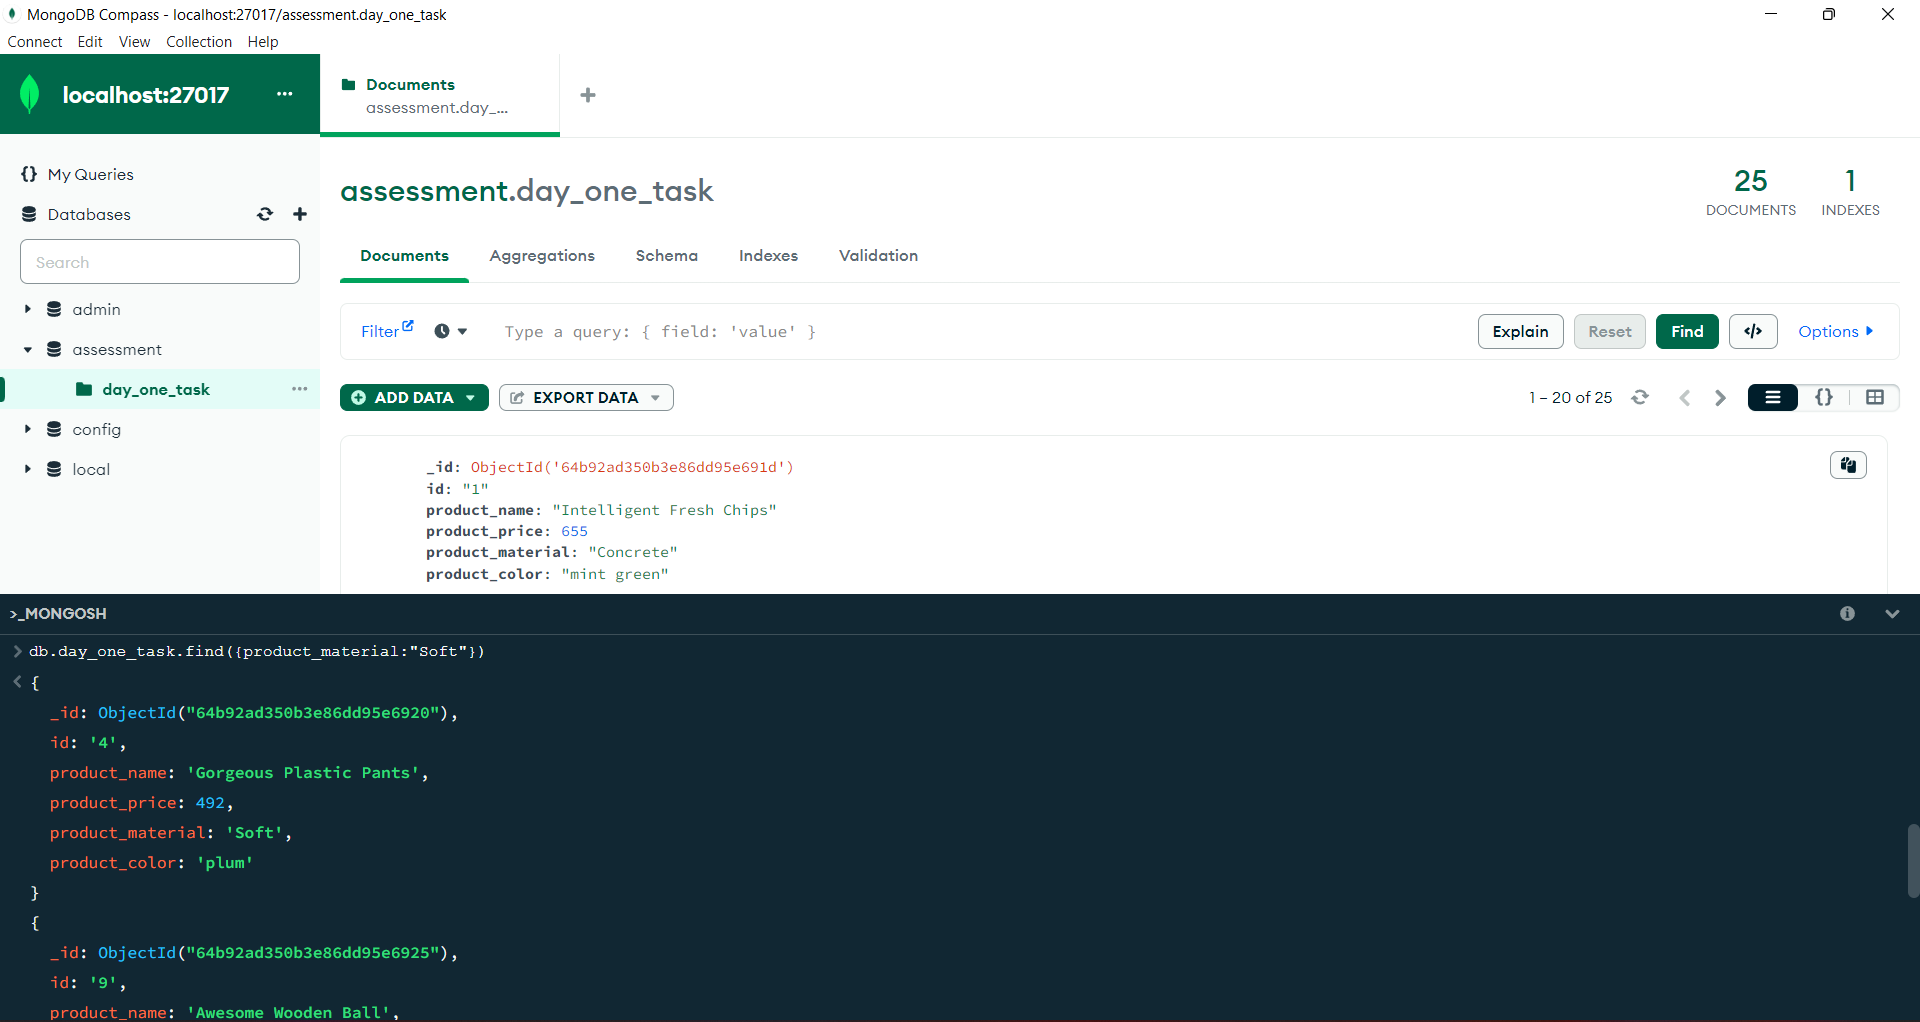 MongoDB Compass - localhost:27017/assessment.day_one_task
Connect Edit View Collection Help
localhost:27017 ...
Documents
assessment.day_...
{} My Queries
Databases
Search
admin
assessment
day_one_task ...
config
local
assessment.day_one_task
25
DOCUMENTS
1
INDEXES
Documents Aggregations Schema Indexes Validation
Filter Type a query: { field: 'value' } Explain Reset Find </> Options
ADD DATA EXPORT DATA 1 – 20 of 25 {}
_id: ObjectId('64b92ad350b3e86dd95e691d')
id: "1"
product_name: "Intelligent Fresh Chips"
product_price: 655
product_material: "Concrete"
product_color: "mint green"
>_MONGOSH
> db.day_one_task.find({product_material:"Soft"})
< {
_id: ObjectId("64b92ad350b3e86dd95e6920"),
id: '4',
product_name: 'Gorgeous Plastic Pants',
product_price: 492,
product_material: 'Soft',
product_color: 'plum'
}
{
_id: ObjectId("64b92ad350b3e86dd95e6925"),
id: '9',
product_name: 'Awesome Wooden Ball',